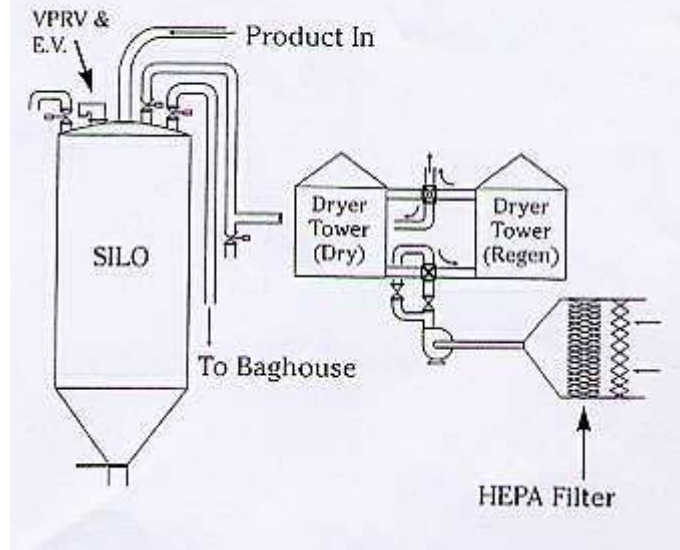 VPRV &
E.V.
Product In
SILO
Dryer
Tower
(Dry)
Dryer
Tower
(Regen)
To Baghouse
HEPA Filter